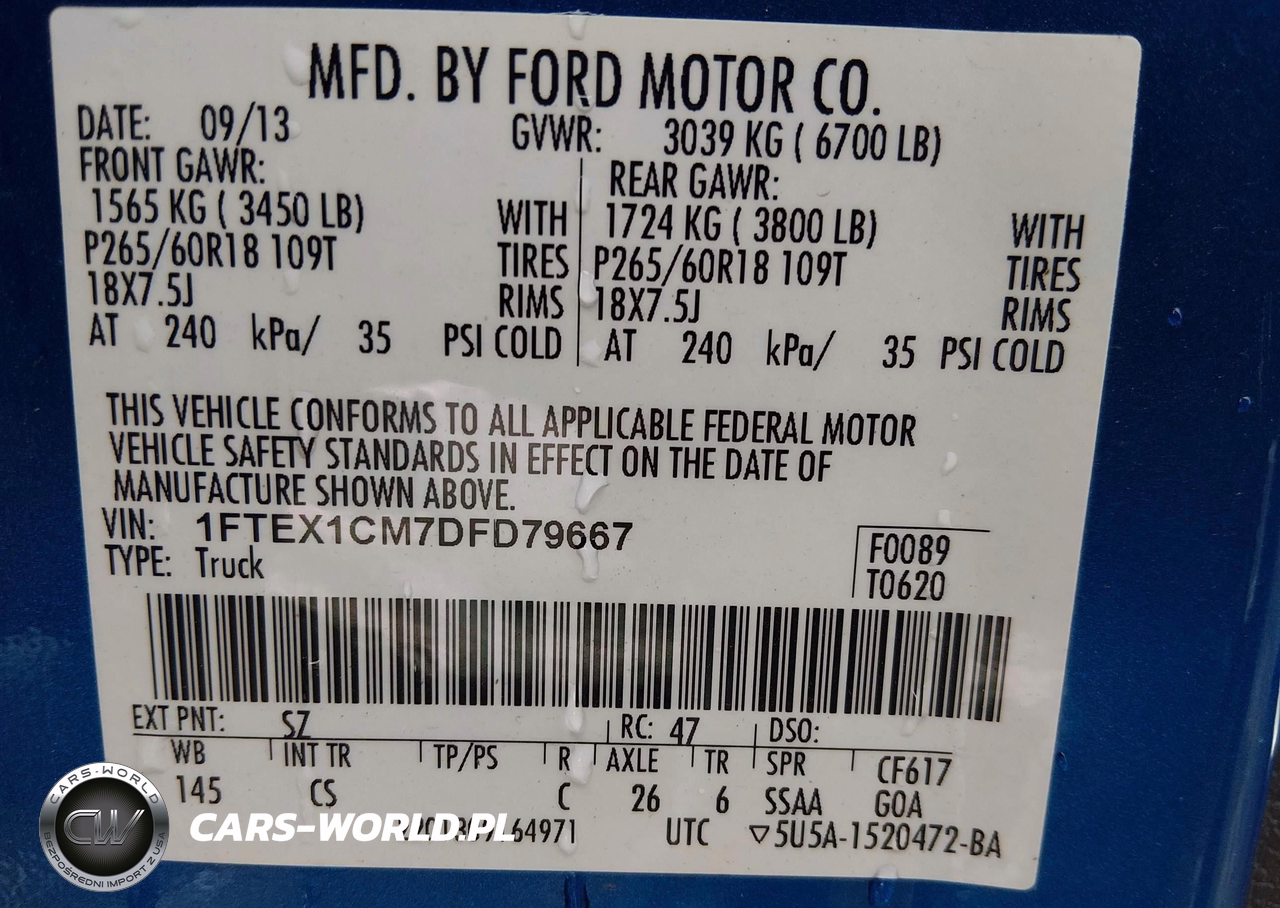 MFD. BY FORD MOTOR CO.
DATE: 09/13 GVWR: 3039 KG ( 6700 LB)
FRONT GAWR: REAR GAWR:
1565 KG ( 3450 LB) WITH 1724 KG ( 3800 LB) WITH
P265/60R18 109T TIRES P265/60R18 109T TIRES
18X7.5J RIMS 18X7.5J RIMS
AT 240 kPa/ 35 PSI COLD AT 240 kPa/ 35 PSI COLD
THIS VEHICLE CONFORMS TO ALL APPLICABLE FEDERAL MOTOR
VEHICLE SAFETY STANDARDS IN EFFECT ON THE DATE OF
MANUFACTURE SHOWN ABOVE.
VIN: 1FTEX1CM7DFD79667
TYPE: Truck
F0089
T0620
EXT PNT: SZ RC: 47 DSO:
WB INT TR TP/PS R AXLE TR SPR CF617
145 CS C 26 6 SSAA GOA
UTC ▽5U5A-1520472-BA
CARS-WORLD
CW
BEZPOŚREDNI IMPORT Z USA
CARS-WORLD.PL